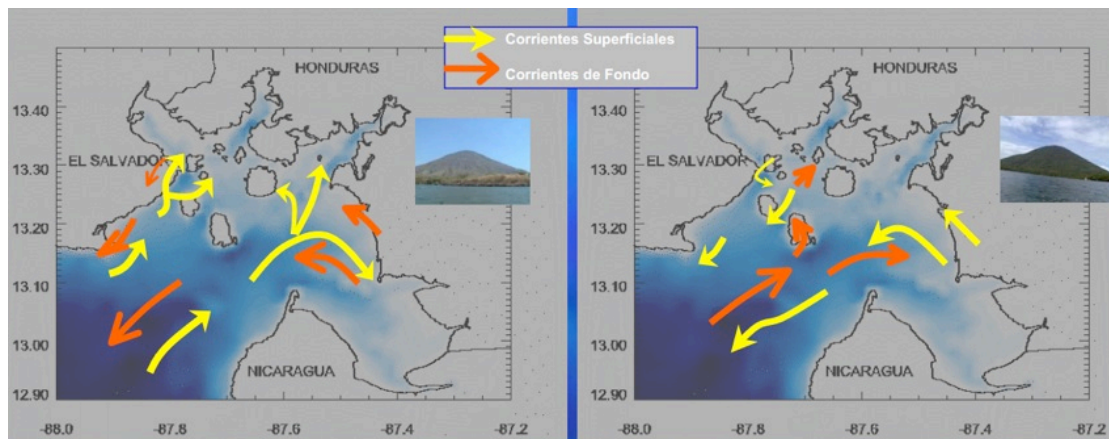 Corrientes Superficiales
Corrientes de Fondo
HONDURAS
EL SALVADOR
NICARAGUA
13.40
13.30
13.20
13.10
13.00
12.90
-88.0
-87.8
-87.6
-87.4
-87.2
HONDURAS
EL SALVADOR
NICARAGUA
13.40
13.30
13.20
13.10
13.00
12.90
-88.0
-87.8
-87.6
-87.4
-87.2